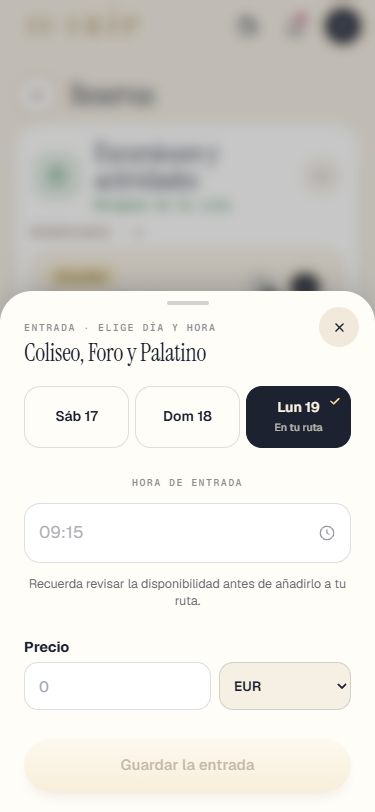 ENTRADA · ELIGE DÍA Y HORA
Coliseo, Foro y Palatino
Sáb 17
Dom 18
Lun 19
En tu ruta
HORA DE ENTRADA
09:15
Recuerda revisar la disponibilidad antes de añadirlo a tu
ruta.
Precio
0
EUR
Guardar la entrada